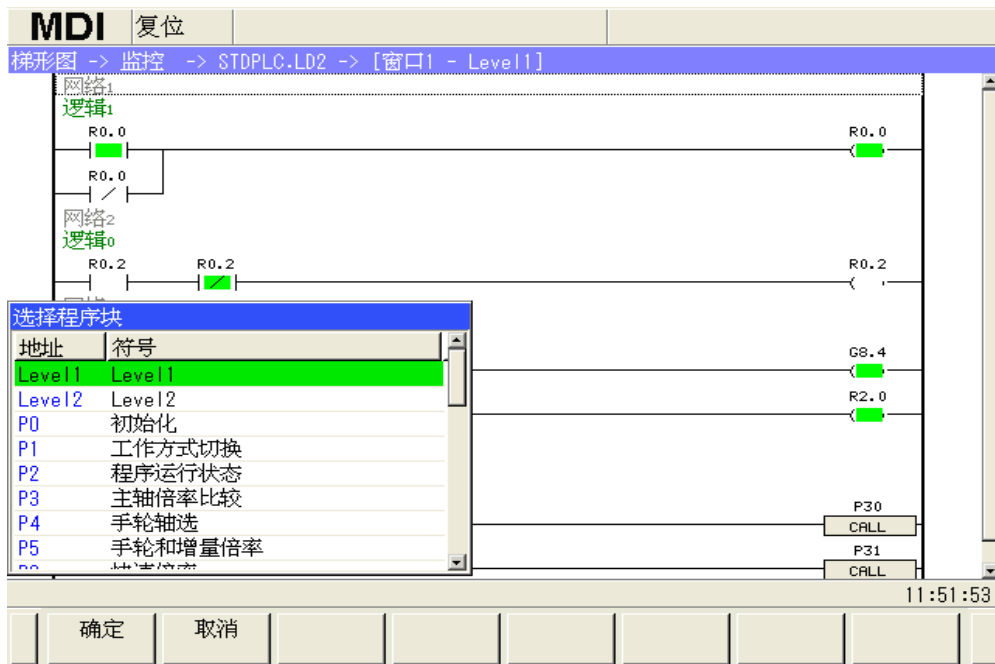 MDI 复位
梯形图 -> 监控 -> STDPLC.LD2 -> [窗口1 - Level1]
网络1
逻辑1
R0.0 R0.0
R0.0
网络2
逻辑0
R0.2 R0.2 R0.2
选择程序块
地址 符号
Level1 Level1
Level2 Level2
P0 初始化
P1 工作方式切换
P2 程序运行状态
P3 主轴倍率比较
P4 手轮轴选
P5 手轮和增量倍率
G8.4
R2.0
P30
CALL
P31
CALL
11:51:53
确定 取消